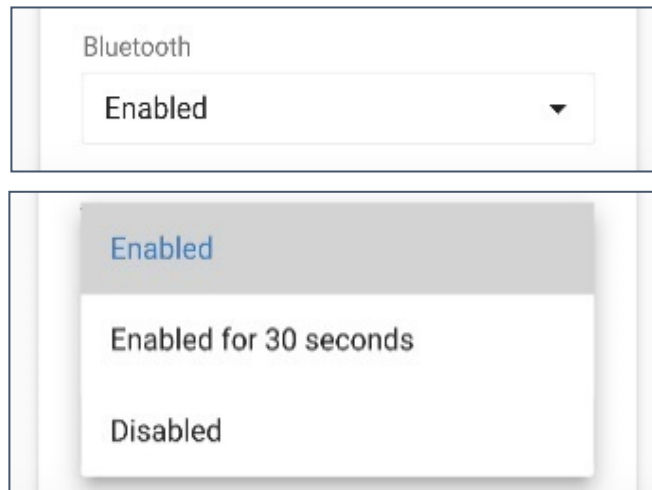 Bluetooth
Enabled
Enabled
Enabled for 30 seconds
Disabled